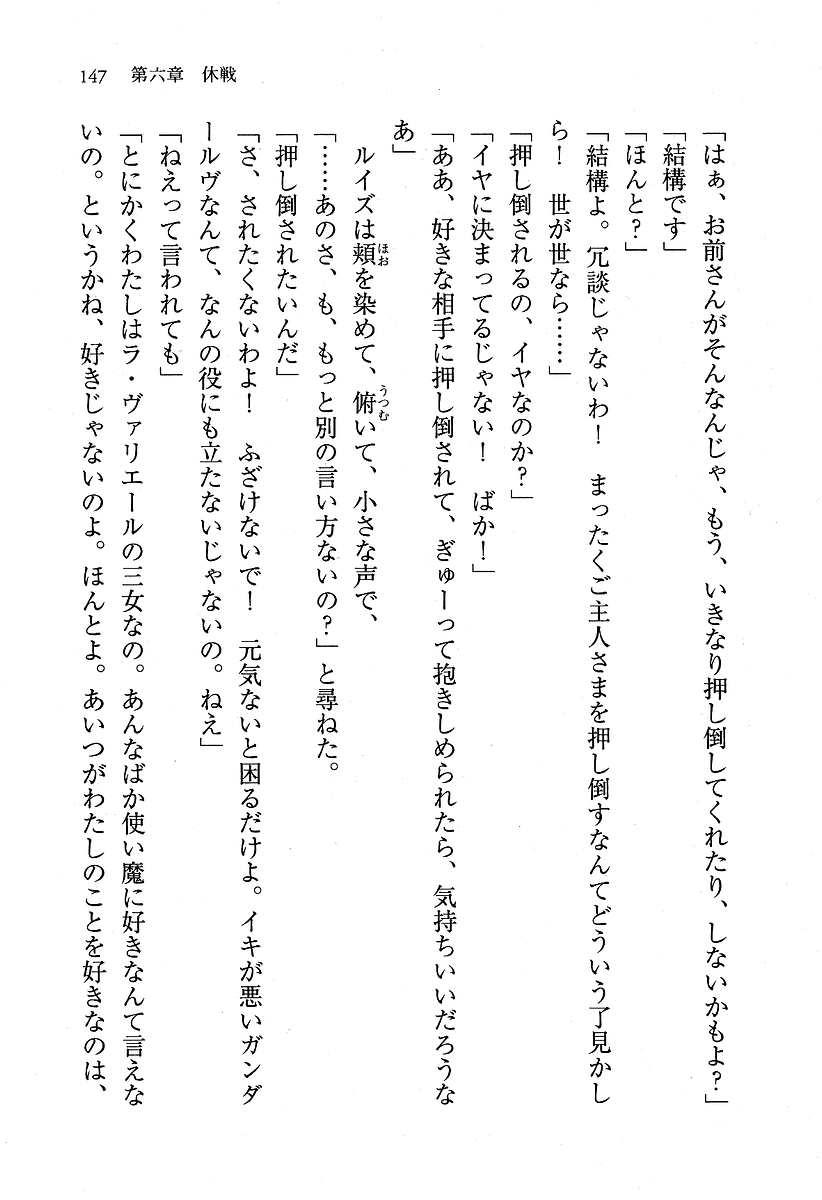 147　第六章　休戦
「はぁ、お前さんがそんなんじゃ、もう、いきなり押し倒してくれたり、しないかもよ？」
「結構です」
「ほんと？」
「結構よ。冗談じゃないわ！　まったくご主人さまを押し倒すなんてどういう了見かし
ら！　世が世なら……」
「押し倒されるの、イヤなのか？」
「イヤに決まってるじゃない！　ばか！」
「ああ、好きな相手に押し倒されて、ぎゅーって抱きしめられたら、気持ちいいだろうな
あ」
　ルイズは頬を染めて、俯いて、小さな声で、
「……あのさ、も、もっと別の言い方ないの？」と尋ねた。
「押し倒されたいんだ」
「さ、されたくないわよ！　ふざけないで！　元気ないと困るだけよ。イキが悪いガンダ
ールヴなんて、なんの役にも立たないじゃないの。ねえ」
「ねえって言われても」
「とにかくわたしはラ・ヴァリエールの三女なの。あんなばか使い魔に好きなんて言えな
いの。というかね、好きじゃないのよ。ほんとよ。あいつがわたしのことを好きなのは、
ほお
うつむ